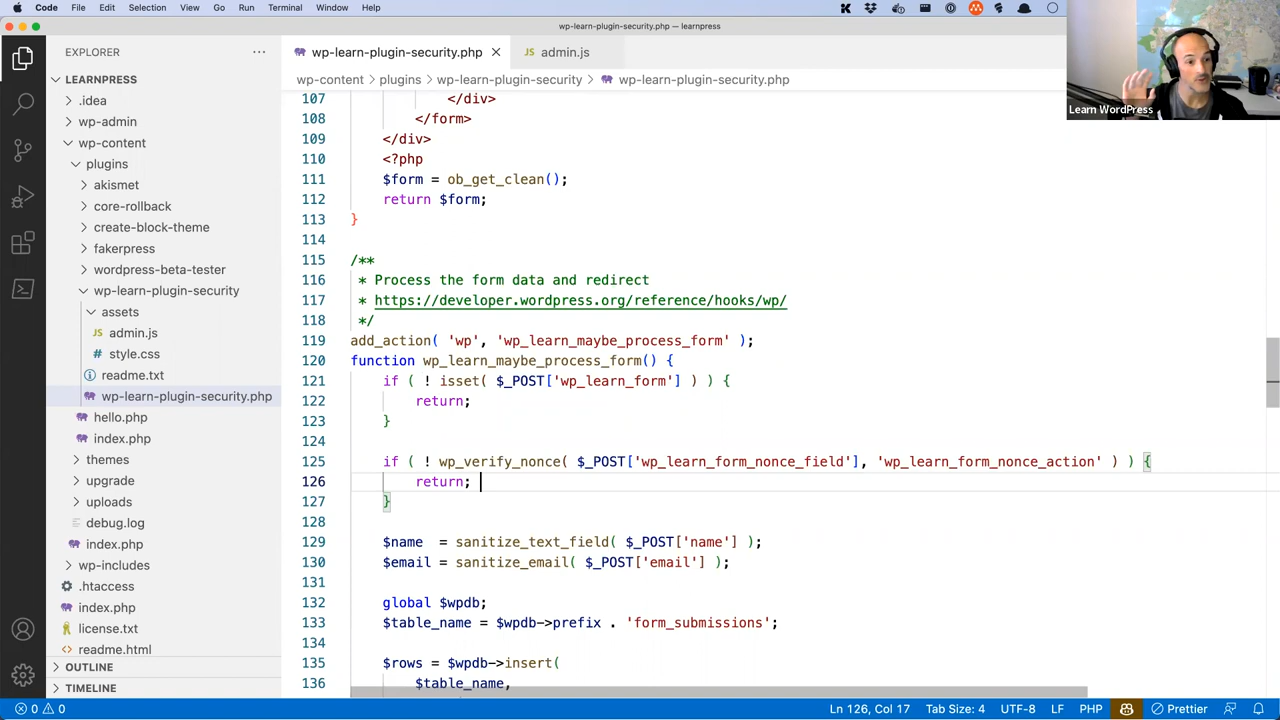 Code File Edit Selection View Go Run Terminal Window Help
wp-learn-plugin-security.php — learnpress
EXPLORER
LEARNPRESS
.idea
wp-admin
wp-content
plugins
akismet
core-rollback
create-block-theme
fakerpress
wordpress-beta-tester
wp-learn-plugin-security
assets
admin.js
style.css
readme.txt
wp-learn-plugin-security.php
hello.php
index.php
themes
upgrade
uploads
debug.log
index.php
wp-includes
.htaccess
index.php
license.txt
readme.html
OUTLINE
TIMELINE
wp-learn-plugin-security.php admin.js
wp-content plugins wp-learn-plugin-security wp-learn-plugin-security.php
107 </div>
108 </form>
109 </div>
110 <?php
111 $form = ob_get_clean();
112 return $form;
113 }
114
115 /**
116 * Process the form data and redirect
117 * https://developer.wordpress.org/reference/hooks/wp/
118 */
119 add_action( 'wp', 'wp_learn_maybe_process_form' );
120 function wp_learn_maybe_process_form() {
121 if ( ! isset( $_POST['wp_learn_form'] ) ) {
122 return;
123 }
124
125 if ( ! wp_verify_nonce( $_POST['wp_learn_form_nonce_field'], 'wp_learn_form_nonce_action' ) ) {
126 return;
127 }
128
129 $name = sanitize_text_field( $_POST['name'] );
130 $email = sanitize_email( $_POST['email'] );
131
132 global $wpdb;
133 $table_name = $wpdb->prefix . 'form_submissions';
134
135 $rows = $wpdb->insert(
136 $table_name,
Learn WordPress
0 0 Ln 126, Col 17 Tab Size: 4 UTF-8 LF PHP Prettier